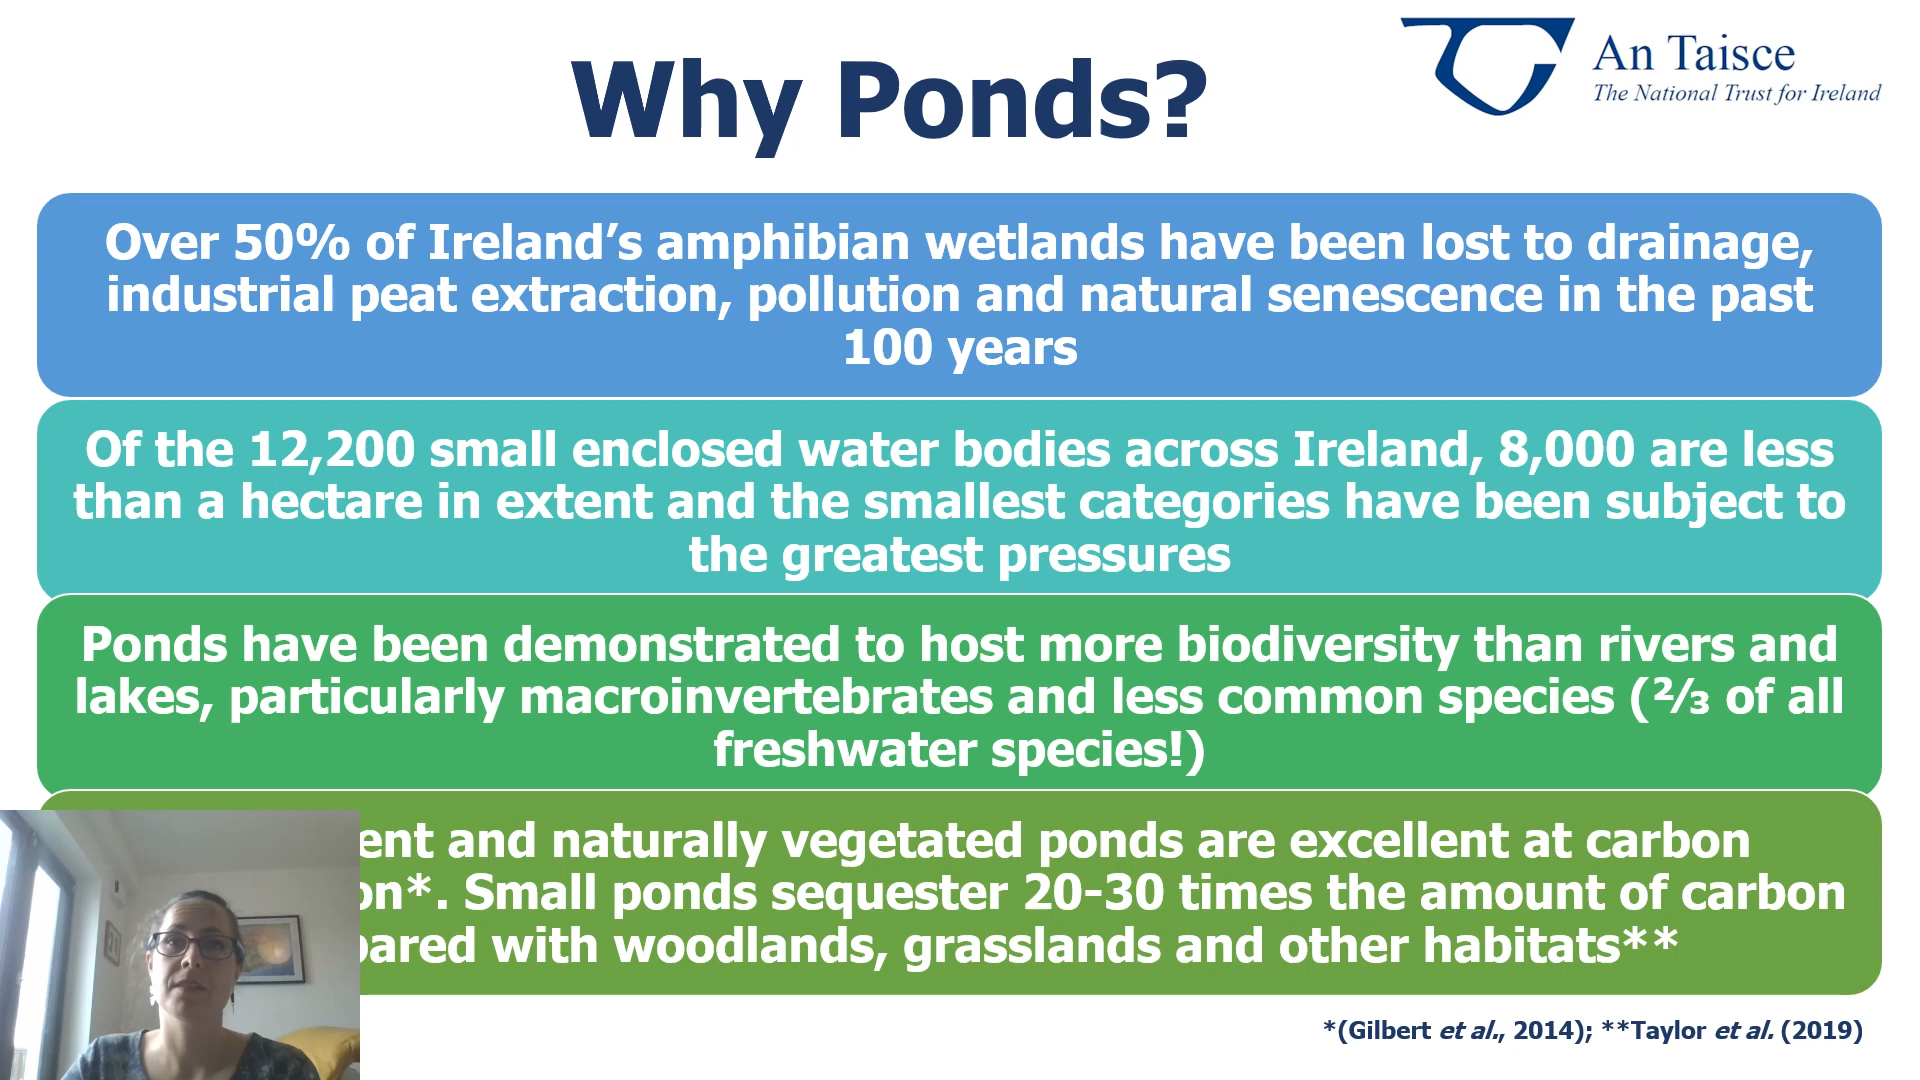 Why Ponds?
An Taisce
The National Trust for Ireland
Over 50% of Ireland’s amphibian wetlands have been lost to drainage,
industrial peat extraction, pollution and natural senescence in the past
100 years
Of the 12,200 small enclosed water bodies across Ireland, 8,000 are less
than a hectare in extent and the smallest categories have been subject to
the greatest pressures
Ponds have been demonstrated to host more biodiversity than rivers and
lakes, particularly macroinvertebrates and less common species (⅔ of all
freshwater species!)
and naturally vegetated ponds are excellent at carbon
Small ponds sequester 20-30 times the amount of carbon
with woodlands, grasslands and other habitats**
*(Gilbert et al., 2014); **Taylor et al. (2019)